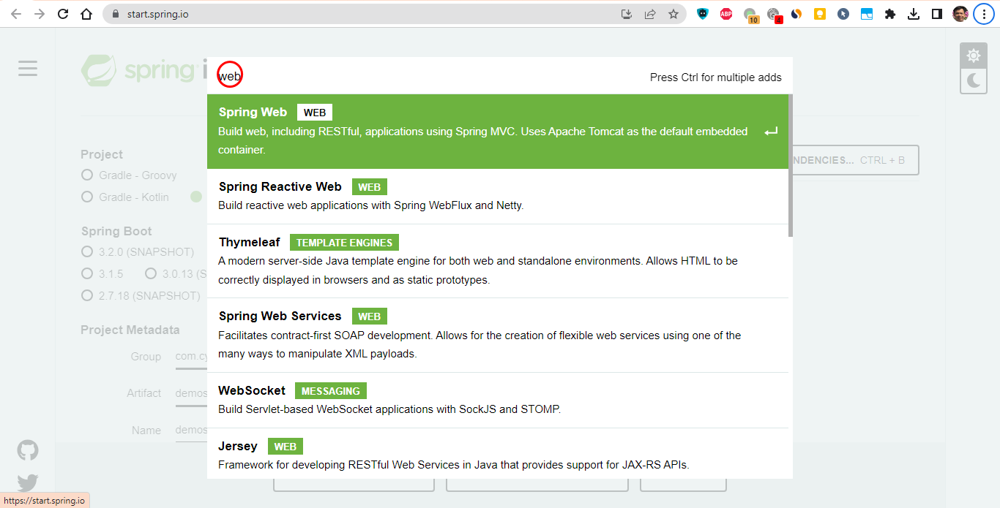 start.spring.io
ABP
10
4
spring i
web
Press Ctrl for multiple adds
Spring Web WEB
Build web, including RESTful, applications using Spring MVC. Uses Apache Tomcat as the default embedded
container.
Project
Gradle - Groovy
Gradle - Kotlin
NDENCIES... CTRL + B
Spring Reactive Web WEB
Build reactive web applications with Spring WebFlux and Netty.
Spring Boot
3.2.0 (SNAPSHOT)
3.1.5 3.0.13 (S
2.7.18 (SNAPSHOT)
Thymeleaf TEMPLATE ENGINES
A modern server-side Java template engine for both web and standalone environments. Allows HTML to be
correctly displayed in browsers and as static prototypes.
Spring Web Services WEB
Facilitates contract-first SOAP development. Allows for the creation of flexible web services using one of the
many ways to manipulate XML payloads.
Project Metadata
Group com.cy
Artifact demos
Name demos
WebSocket MESSAGING
Build Servlet-based WebSocket applications with SockJS and STOMP.
Jersey WEB
Framework for developing RESTful Web Services in Java that provides support for JAX-RS APIs.
https://start.spring.io